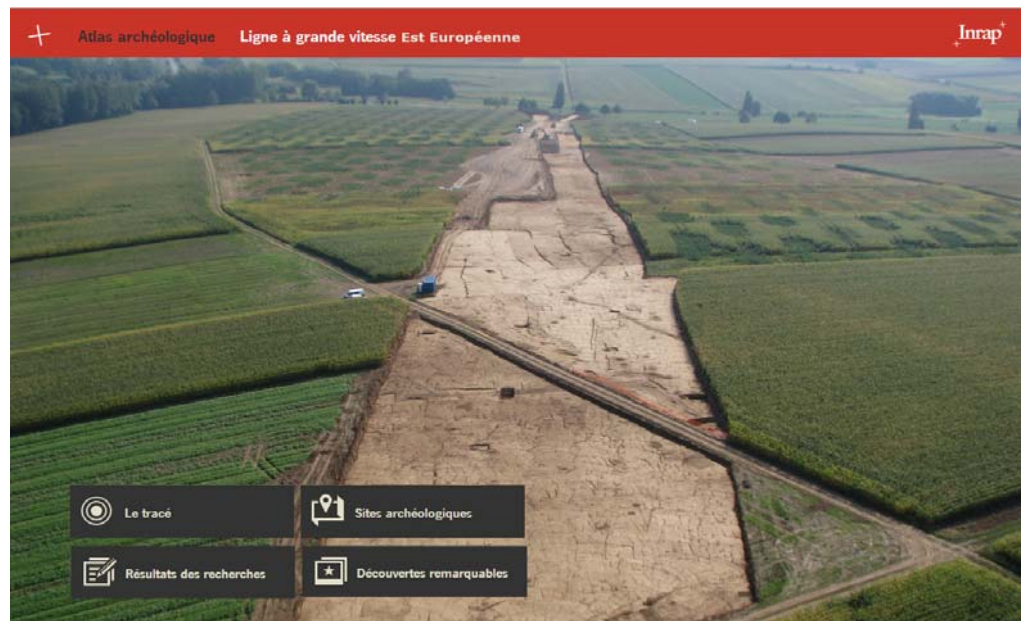 Atlas archéologique Ligne à grande vitesse Est Européenne
Inrap
Le tracé
Sites archéologiques
Résultats des recherches
Découvertes remarquables